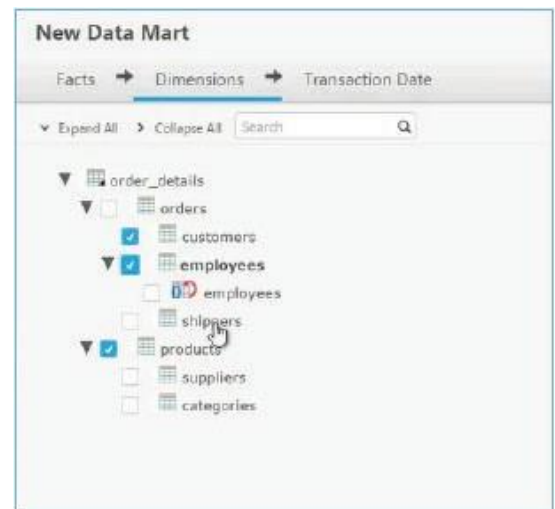 New Data Mart
Facts Dimensions Transaction Date
Expand All Collapse All Search
order_details
orders
customers
employees
employees
shippers
products
suppliers
categories